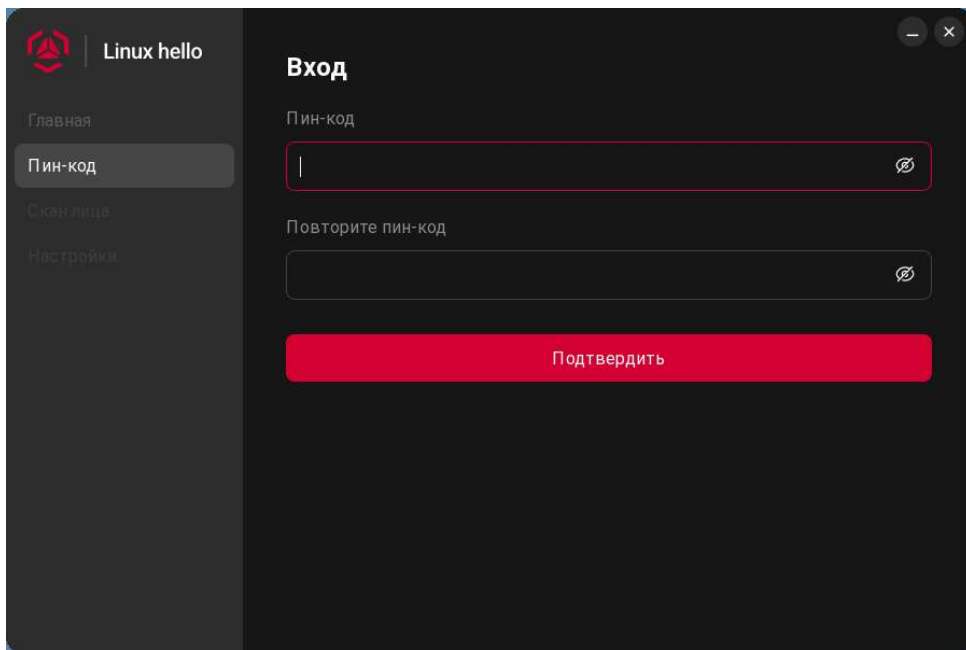 Linux hello
Главная
Пин-код
Скан лица
Настройки
Вход
Пин-код
Повторите пин-код
Подтвердить